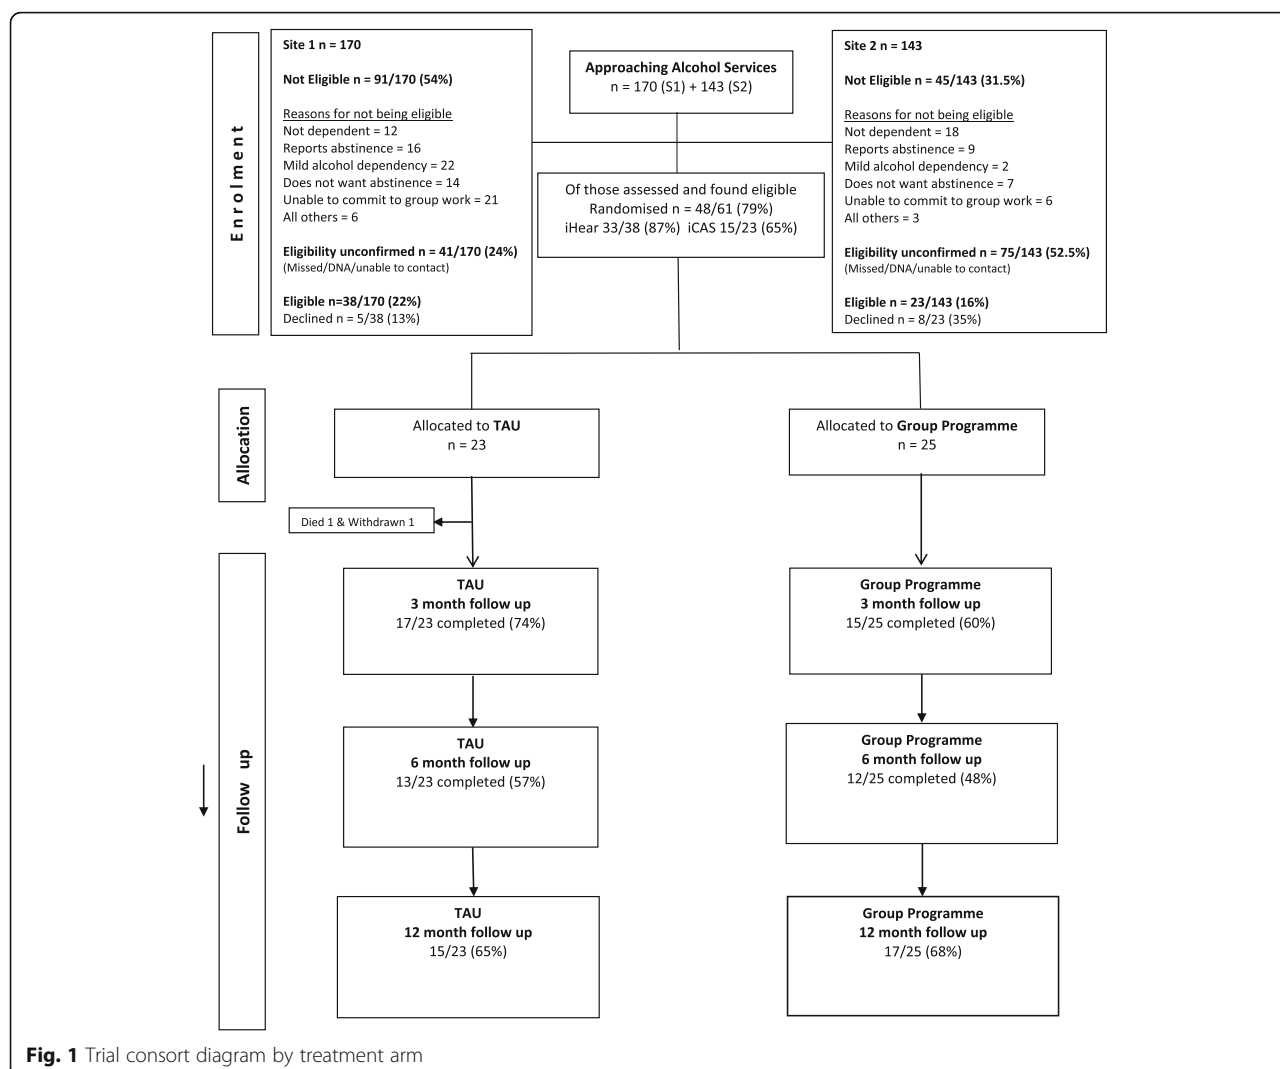 Enrolment
Site 1 n = 170
Not Eligible n = 91/170 (54%)
Reasons for not being eligible
Not dependent = 12
Reports abstinence = 16
Mild alcohol dependency = 22
Does not want abstinence = 14
Unable to commit to group work = 21
All others = 6
Eligibility unconfirmed n = 41/170 (24%)
(Missed/DNA/unable to contact)
Eligible n=38/170 (22%)
Declined n = 5/38 (13%)
Approaching Alcohol Services
n = 170 (S1) + 143 (S2)
Of those assessed and found eligible
Randomised n = 48/61 (79%)
iHear 33/38 (87%) iCAS 15/23 (65%)
Site 2 n = 143
Not Eligible n = 45/143 (31.5%)
Reasons for not being eligible
Not dependent = 18
Reports abstinence = 9
Mild alcohol dependency = 2
Does not want abstinence = 7
Unable to commit to group work = 6
All others = 3
Eligibility unconfirmed n = 75/143 (52.5%)
(Missed/DNA/unable to contact)
Eligible n = 23/143 (16%)
Declined n = 8/23 (35%)
Allocation
Allocated to TAU
n = 23
Allocated to Group Programme
n = 25
Died 1 & Withdrawn 1
Follow up
TAU
3 month follow up
17/23 completed (74%)
Group Programme
3 month follow up
15/25 completed (60%)
TAU
6 month follow up
13/23 completed (57%)
Group Programme
6 month follow up
12/25 completed (48%)
TAU
12 month follow up
15/23 (65%)
Group Programme
12 month follow up
17/25 (68%)
Fig. 1 Trial consort diagram by treatment arm